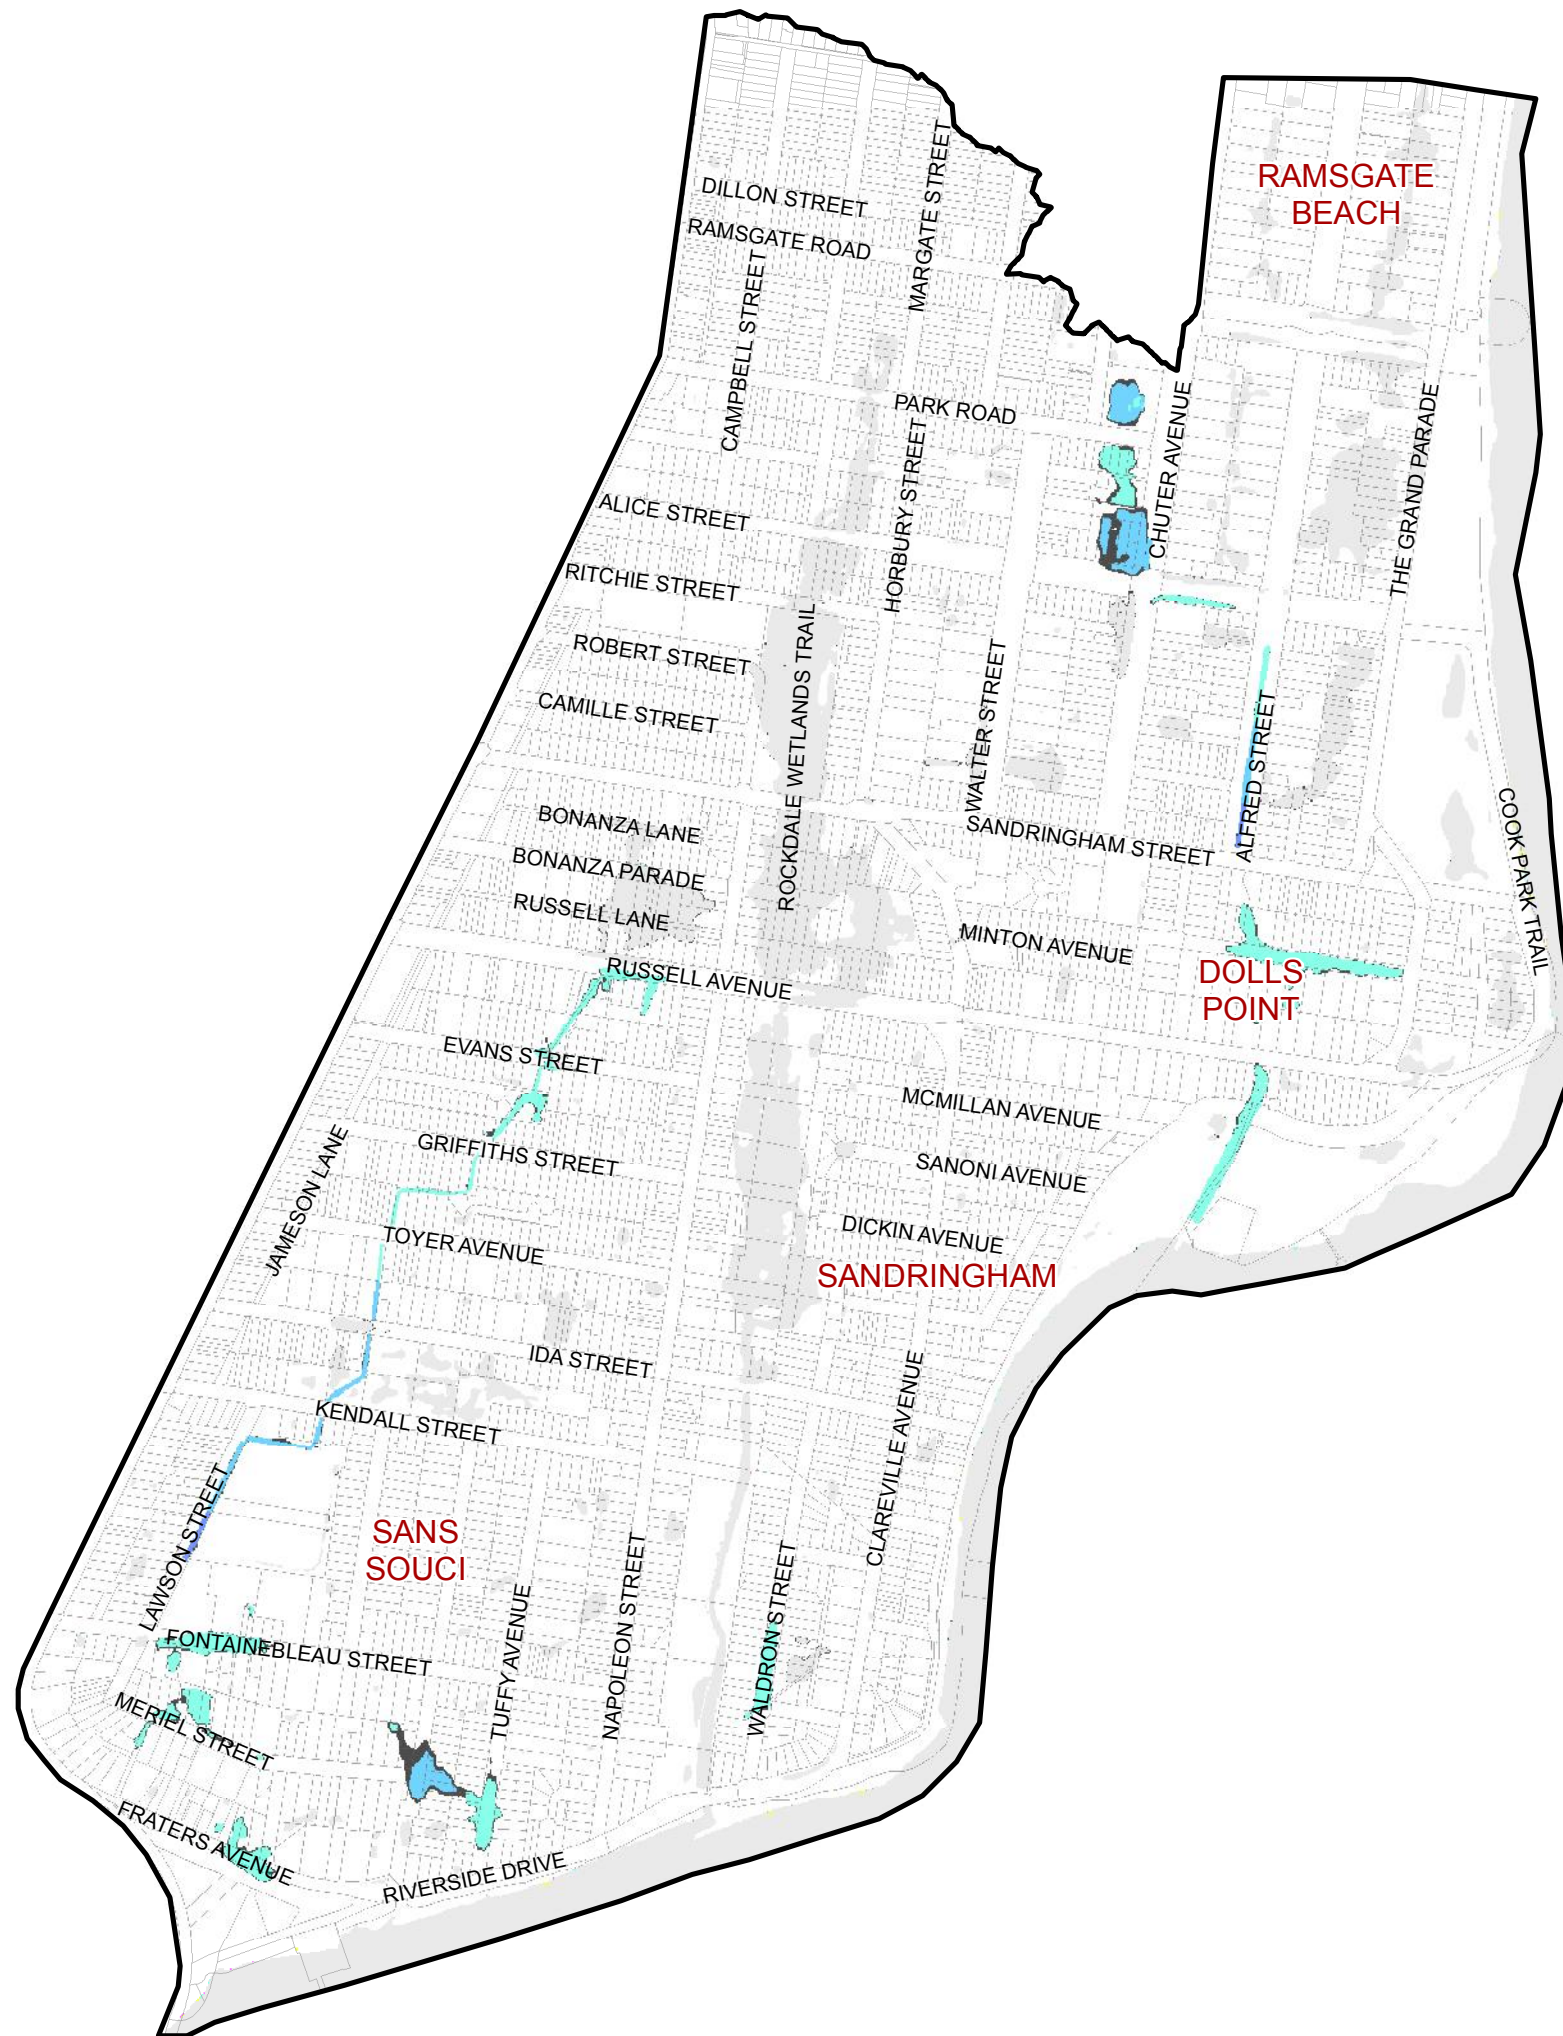 RAMSGATE
BEACH
DILLON STREET
RAMSGATE ROAD
MARGATE STREET
CAMPBELL STREET
PARK ROAD
CHUTER AVENUE
THE GRAND PARADE
HORBURY STREET
ALICE STREET
RITCHIE STREET
ROBERT STREET
CAMILLE STREET
ROCKDALE WETLANDS TRAIL
WALTER STREET
ALFRED STREET
COOK PARK TRAIL
BONANZA LANE
SANDRINGHAM STREET
BONANZA PARADE
RUSSELL LANE
MINTON AVENUE
RUSSELL AVENUE
DOLLS
POINT
EVANS STREET
MCMILLAN AVENUE
GRIFFITHS STREET
SANONI AVENUE
JAMESON LANE
TOYER AVENUE
DICKIN AVENUE
SANDRINGHAM
IDA STREET
KENDALL STREET
CLAREVILLE AVENUE
LAWSON STREET
SANS
SOUCI
TUFFY AVENUE
NAPOLEON STREET
WALDRON STREET
FONTAINEBLEAU STREET
MERIEL STREET
FRATERS AVENUE
RIVERSIDE DRIVE